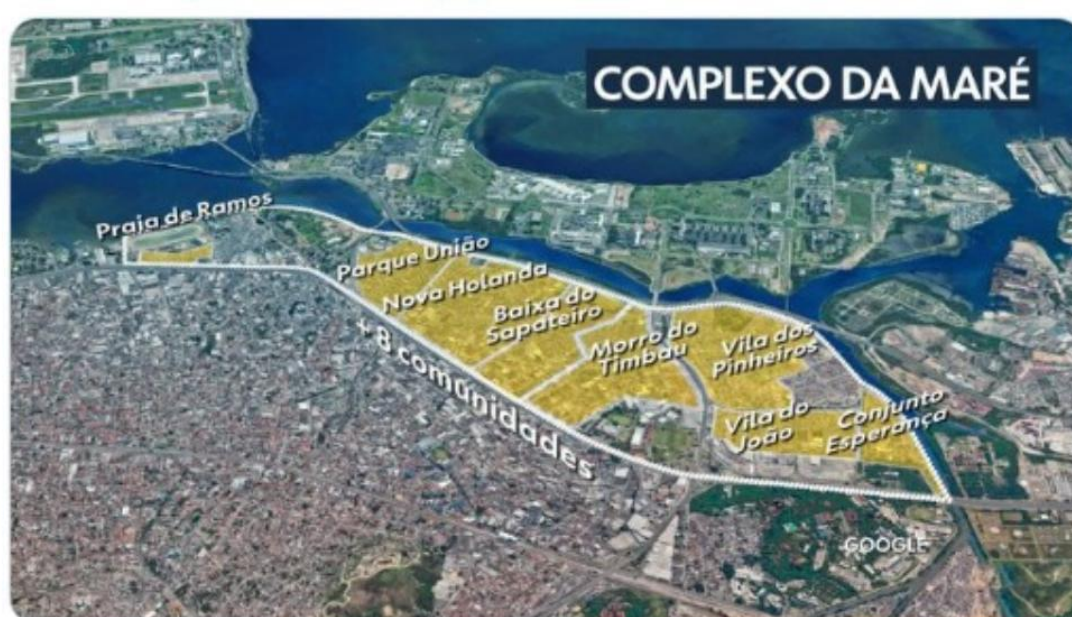 COMPLEXO DA MARÉ
Praia de Ramos
Parque União
Nova Holanda
Baixa do
Sapateiro
Morro do
Timbau
Vila dos
Pinheiros
Vila do
João
Conjunto
Esperança
+ 8 comunidades
GOOGLE